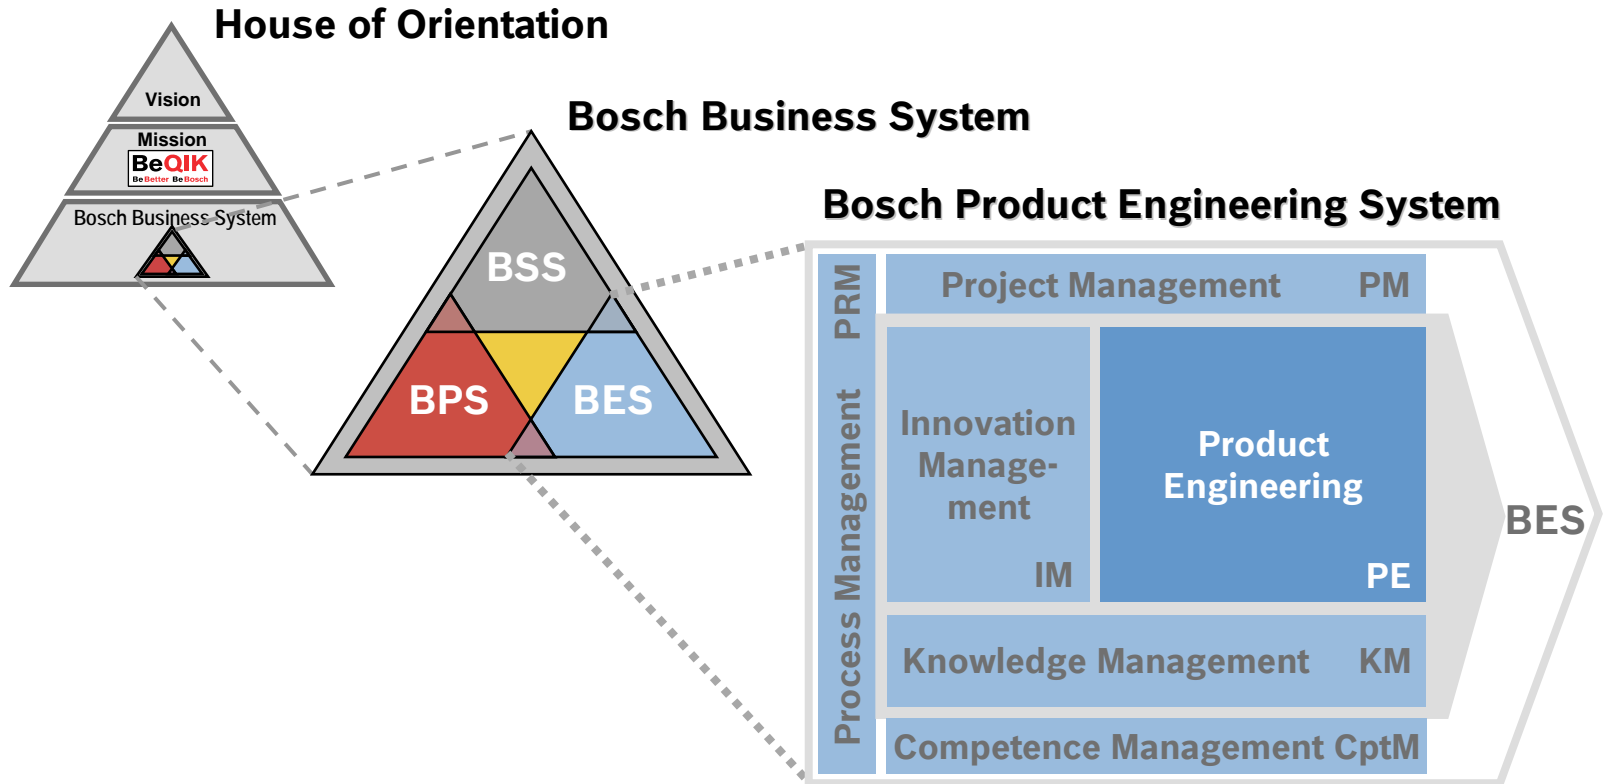 House of Orientation
Vision
Mission
BeQIK
Be Better Be Bosch
Bosch Business System
Bosch Business System
BSS
BPS
BES
Bosch Product Engineering System
Process Management PRM
Project Management PM
Innovation
Manage-
ment
IM
Product
Engineering
PE
Knowledge Management KM
Competence Management CptM
BES